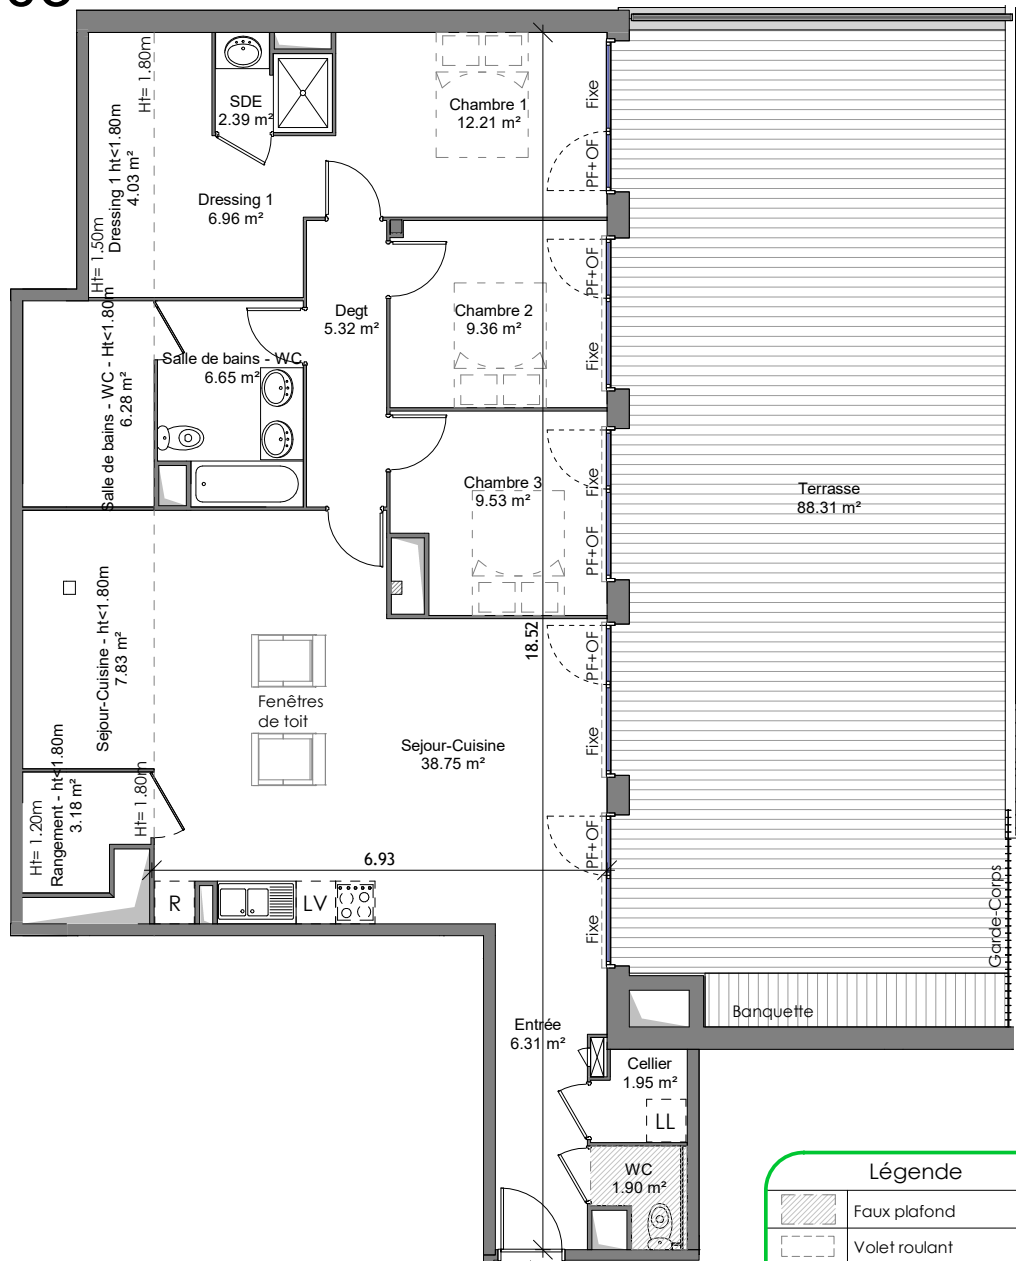 Ht= 1.80m
SDE
2.39 m²
Chambre 1
12.21 m²
Fixe
PF+OF
Dressing 1 ht<1.80m
4.03 m²
Dressing 1
6.96 m²
Ht= 1.50m
PF+OF
Degt
5.32 m²
Chambre 2
9.36 m²
Fixe
Salle de bains - WC - Ht<1.80m
6.28 m²
Salle de bains - WC
6.65 m²
Chambre 3
9.53 m²
Fixe
PF+OF
Terrasse
88.31 m²
Sejour-Cuisine - ht<1.80m
7.83 m²
18.52
PF+OF
Fenêtres
de toit
Sejour-Cuisine
38.75 m²
Fixe
Ht= 1.20m
Rangement - ht<1.80m
3.18 m²
Ht= 1.80m
6.93
PF+OF
R
LV
Fixe
Garde-Corps
Banquette
Entrée
6.31 m²
Cellier
1.95 m²
LL
WC
1.90 m²
Légende
Faux plafond
Volet roulant